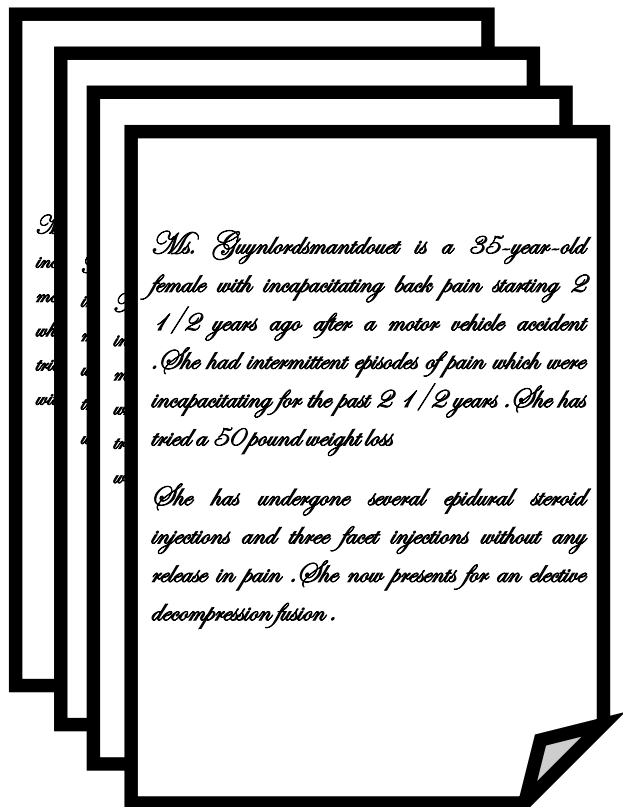 Ms. Guynlordsmantdouet is a 35-year-old
female with incapacitating back pain starting 2
1/2 years ago after a motor vehicle accident
.She had intermittent episodes of pain which were
incapacitating for the past 2 1/2 years .She has
tried a 50 pound weight loss
She has undergone several epidural steroid
injections and three facet injections without any
release in pain .She now presents for an elective
decompression fusion .